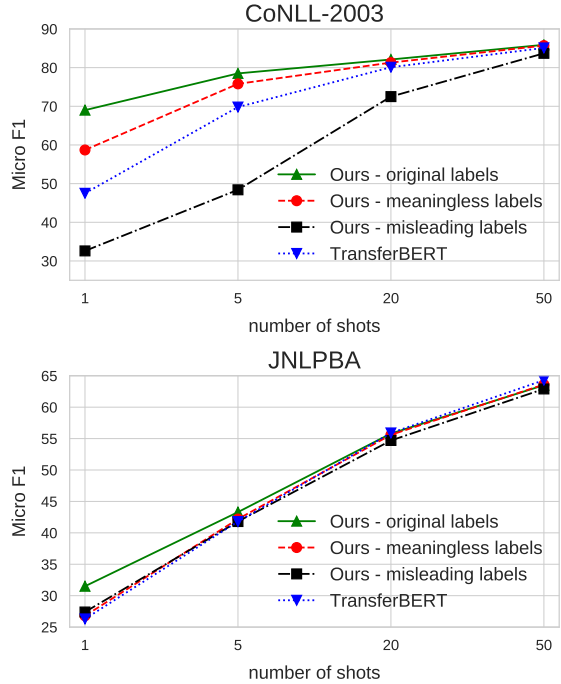 CoNLL-2003
90
80
70
60
50
40
30
Micro F1
Ours - original labels
Ours - meaningless labels
Ours - misleading labels
TransferBERT
1 5 20 50
number of shots
JNLPBA
65
60
55
50
45
40
35
30
25
Micro F1
Ours - original labels
Ours - meaningless labels
Ours - misleading labels
TransferBERT
1 5 20 50
number of shots